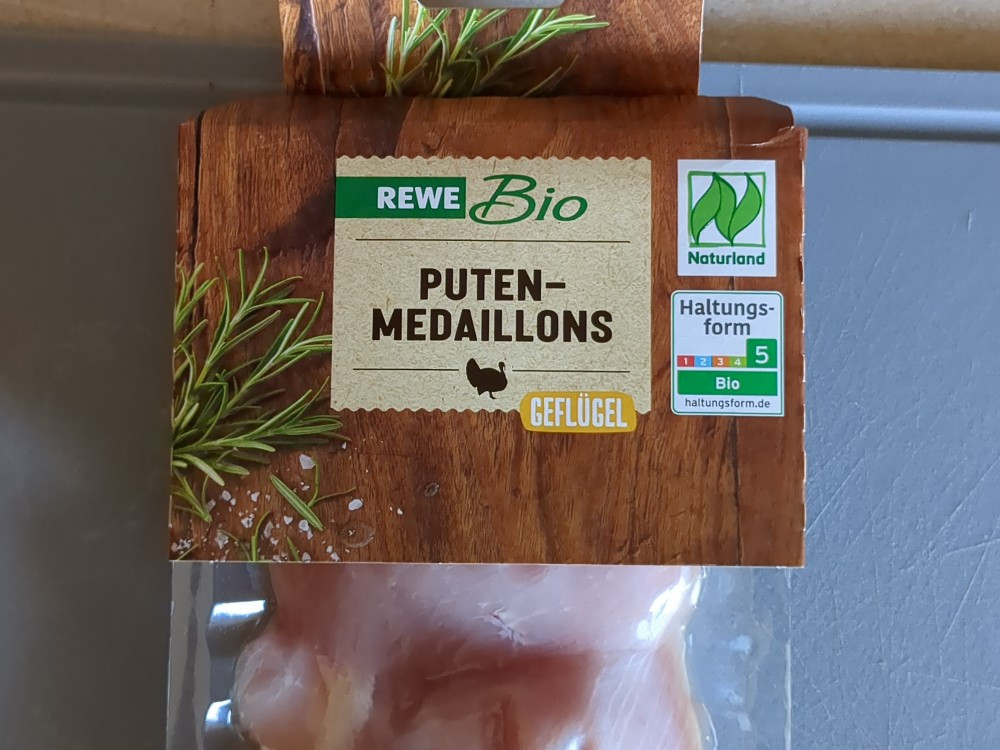 REWE Bio
PUTEN-
MEDAILLONS
GEFLÜGEL
Naturland
Haltungs-
form
1 2 3 4 5
Bio
haltungsform.de